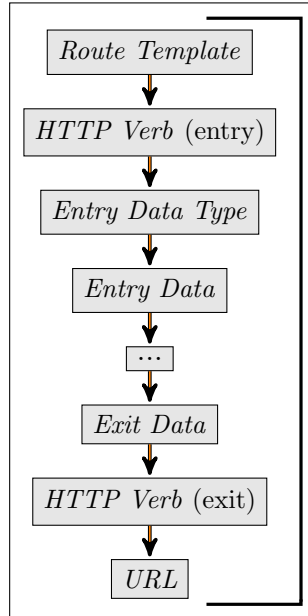 Route Template
HTTP Verb (entry)
Entry Data Type
Entry Data
...
Exit Data
HTTP Verb (exit)
URL